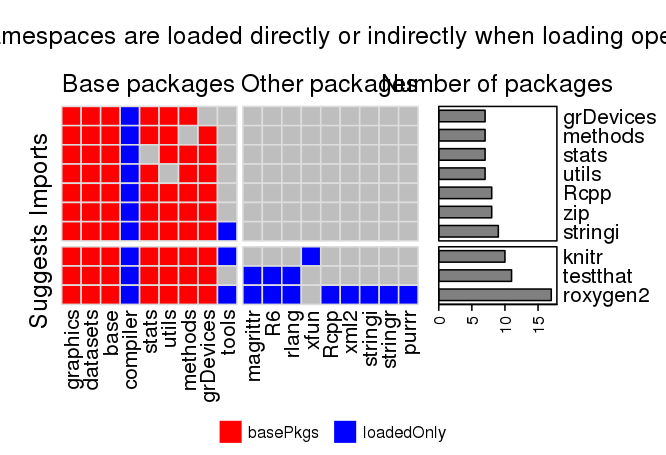 mespaces are loaded directly or indirectly when loading ope
Base packages
Other packages
Number of packages
Imports
Suggests
grDevices
methods
stats
utils
Rcpp
zip
stringi
knitr
testthat
roxygen2
0
5
10
15
graphics
datasets
base
compiler
stats
utils
methods
grDevices
tools
magrittr
R6
rlang
xfun
Rcpp
xml2
stringi
stringr
purrr
basePkgs
loadedOnly